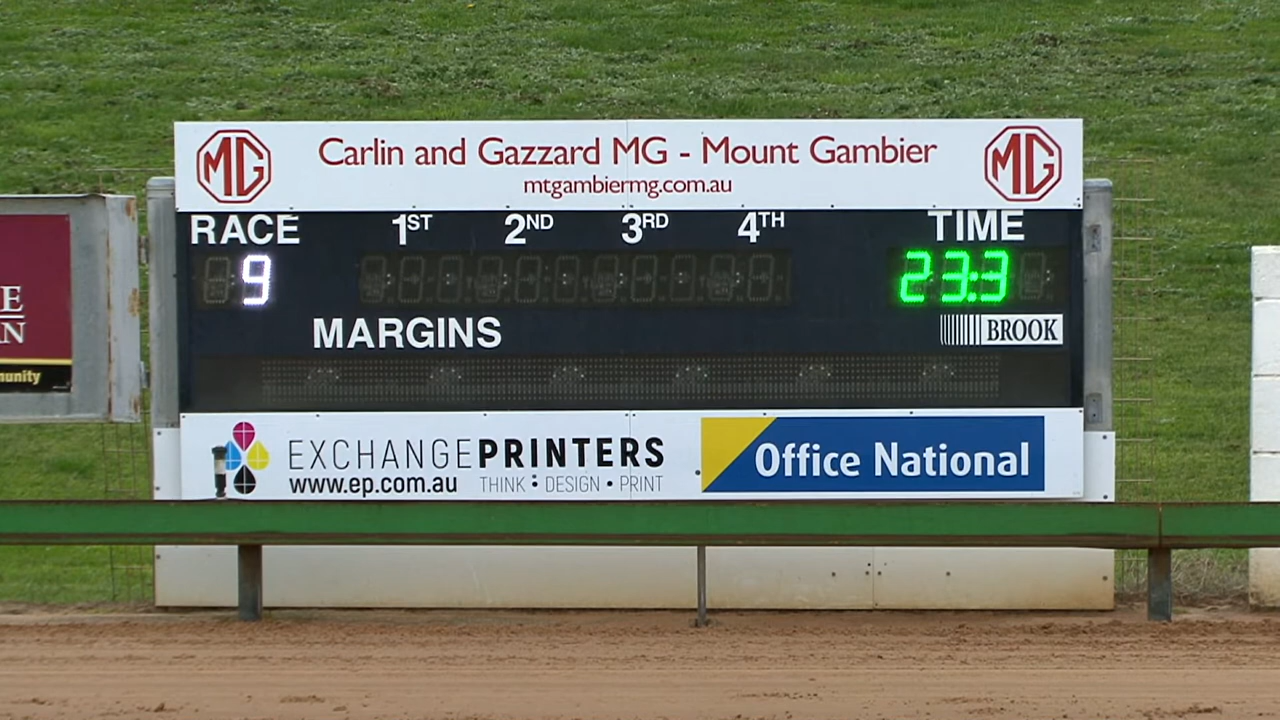 MG Carlin and Gazzard MG - Mount Gambier MG
mtgambiermg.com.au
RACE 1ST 2ND 3RD 4TH TIME
9 23:3
MARGINS BROOK
E
N
munity
EXCHANGEPRINTERS
www.ep.com.au THINK : DESIGN • PRINT
Office National